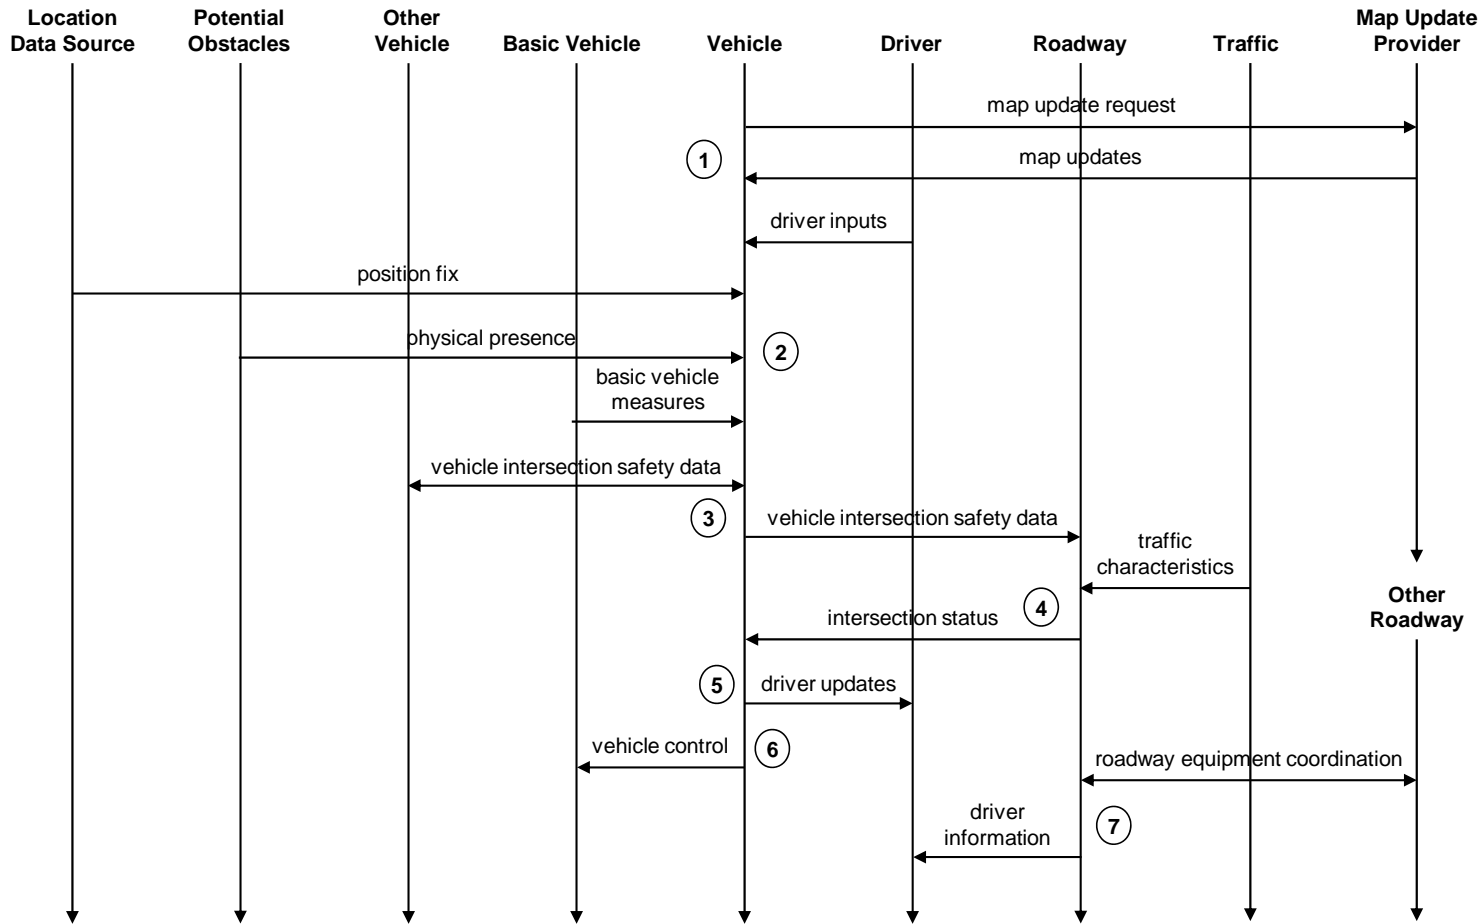 Location
Data Source
Potential
Obstacles
Other
Vehicle
Basic Vehicle
Vehicle
Driver
Roadway
Traffic
Map Update
Provider
map update request
1
map updates
driver inputs
position fix
physical presence
2
basic vehicle
measures
vehicle intersection safety data
3
vehicle intersection safety data
traffic
characteristics
Other
Roadway
4
intersection status
5
driver updates
vehicle control
6
roadway equipment coordination
driver
information
7